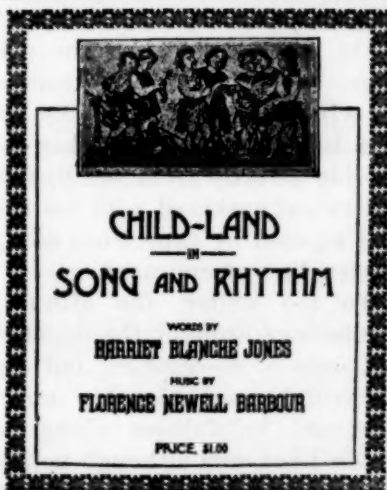 CHILD-LAND
IN
SONG AND RHYTHM
WORDS BY
HARRIET BLANCHE JONES
MUSIC BY
FLORENCE NEWELL BARBOUR
PRICE, $1.00